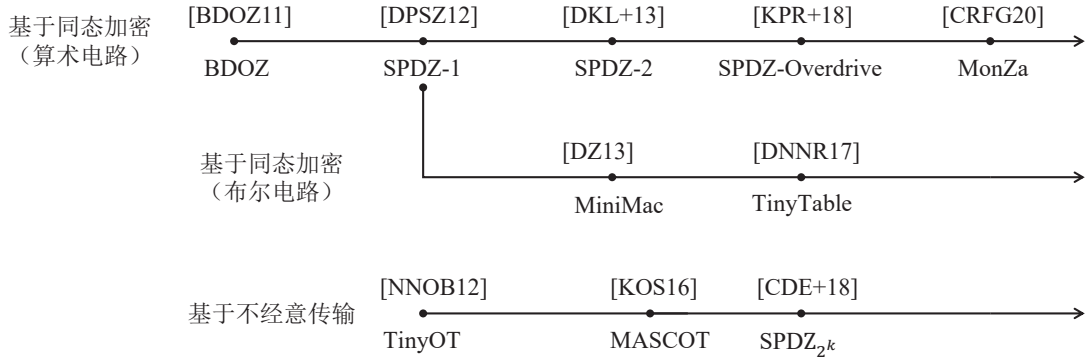 基于同态加密
（算术电路）
[BDOZ11] [DPSZ12] [DKL+13] [KPR+18] [CRFG20]
BDOZ SPDZ-1 SPDZ-2 SPDZ-Overdrive MonZa
基于同态加密
（布尔电路）
[DZ13] [DNNR17]
MiniMac TinyTable
基于不经意传输
[NNOB12] [KOS16] [CDE+18]
TinyOT MASCOT SPDZ₂ᵏ